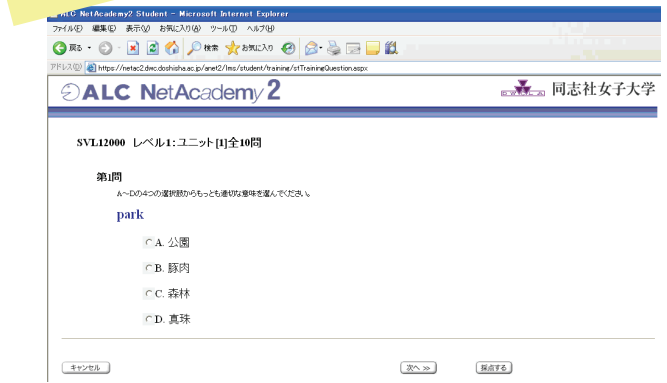 ALC NetAcademy2 Student - Microsoft Internet Explorer
ファイル(F) 編集(E) 表示(V) お気に入り(A) ツール(T) ヘルプ(H)
戻る 検索 お気に入り
アドレス(D) https://netac2.dwc.doshisha.ac.jp/anet2/lms/student/training/stTrainingQuestion.aspx
ALC NetAcademy 2 同志社女子大学
SVL12000 レベル1:ユニット[1]全10問
第1問
A～Dの4つの選択肢からもっとも適切な意味を選んでください。
park
A. 公園
B. 豚肉
C. 森林
D. 真珠
キャンセル 次へ >> 採点する